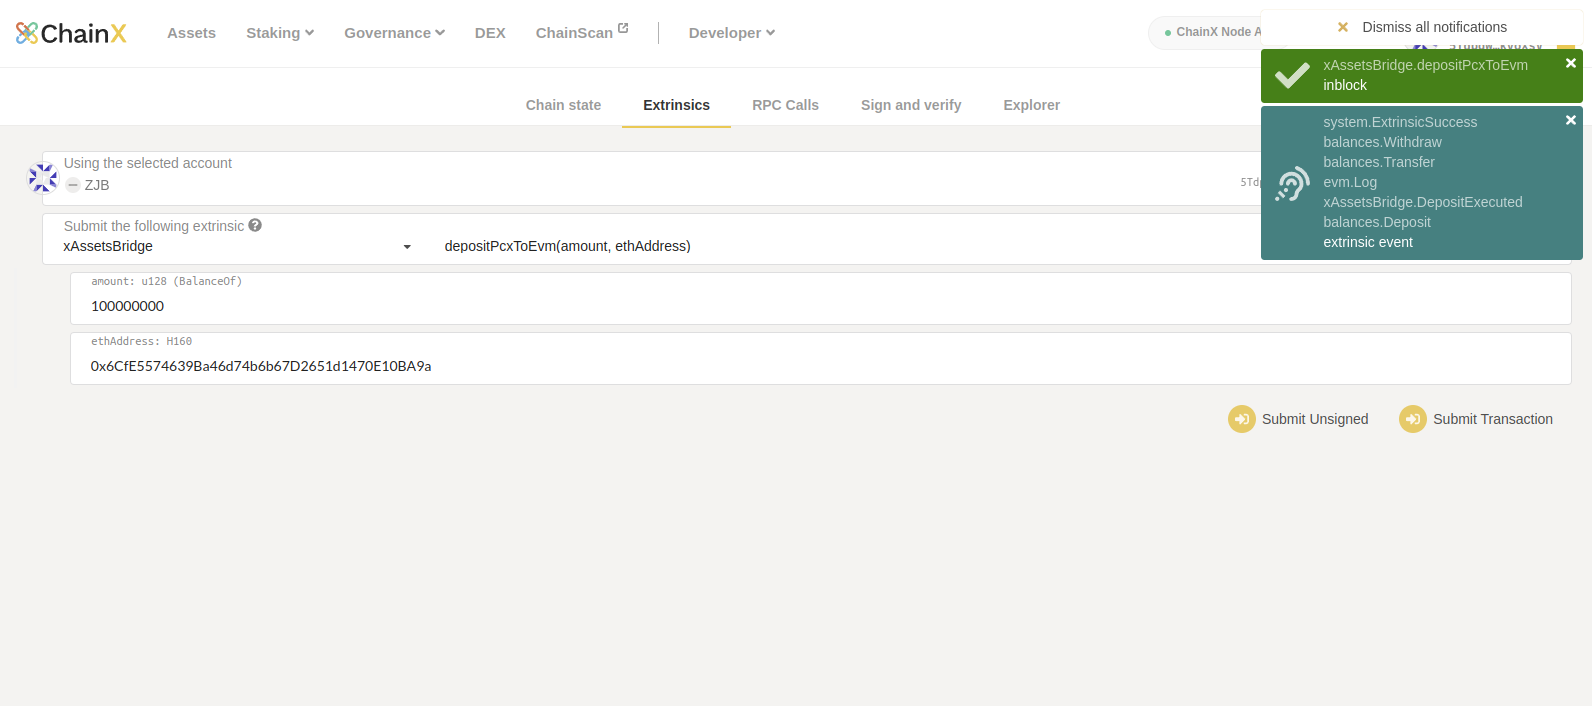 ChainX
Assets
Staking
Governance
DEX
ChainScan
Developer
ChainX Node A
Dismiss all notifications
xAssetsBridge.depositPcxToEvm
inblock
system.ExtrinsicSuccess
balances.Withdraw
balances.Transfer
evm.Log
xAssetsBridge.DepositExecuted
balances.Deposit
extrinsic event
Chain state
Extrinsics
RPC Calls
Sign and verify
Explorer
Using the selected account
ZJB
5Tdp
Submit the following extrinsic
xAssetsBridge
depositPcxToEvm(amount, ethAddress)
amount: u128 (BalanceOf)
100000000
ethAddress: H160
0x6CfE5574639Ba46d74b6b67D2651d1470E10BA9a
Submit Unsigned
Submit Transaction